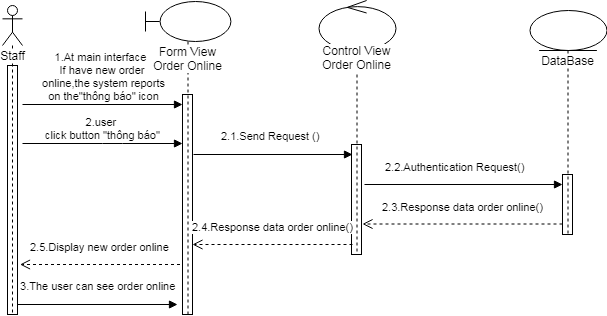 Staff
Form View
Order Online
Control View
Order Online
DataBase
1.At main interface
If have new order
online,the system reports
on the"thông báo" icon
2.user
click button "thông báo"
2.1.Send Request ()
2.2.Authentication Request()
2.3.Response data order online()
2.4.Response data order online()
2.5.Display new order online
3.The user can see order online